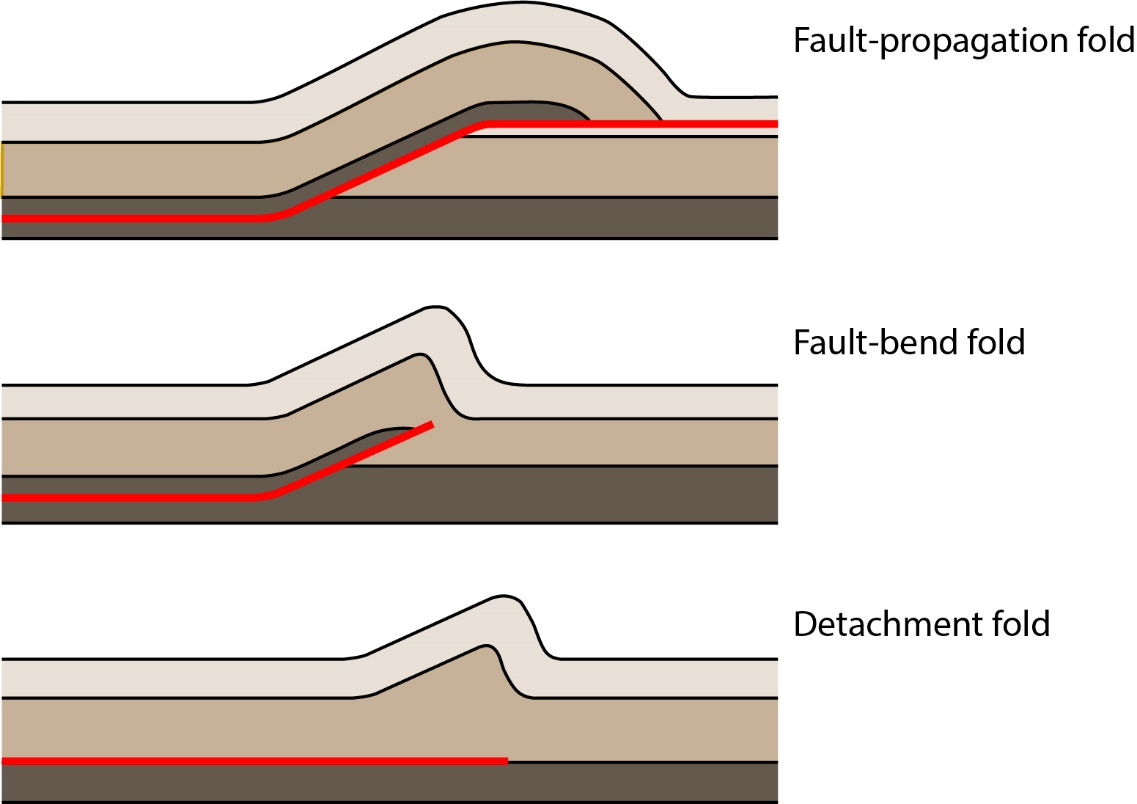 Fault-propagation fold
Fault-bend fold
Detachment fold